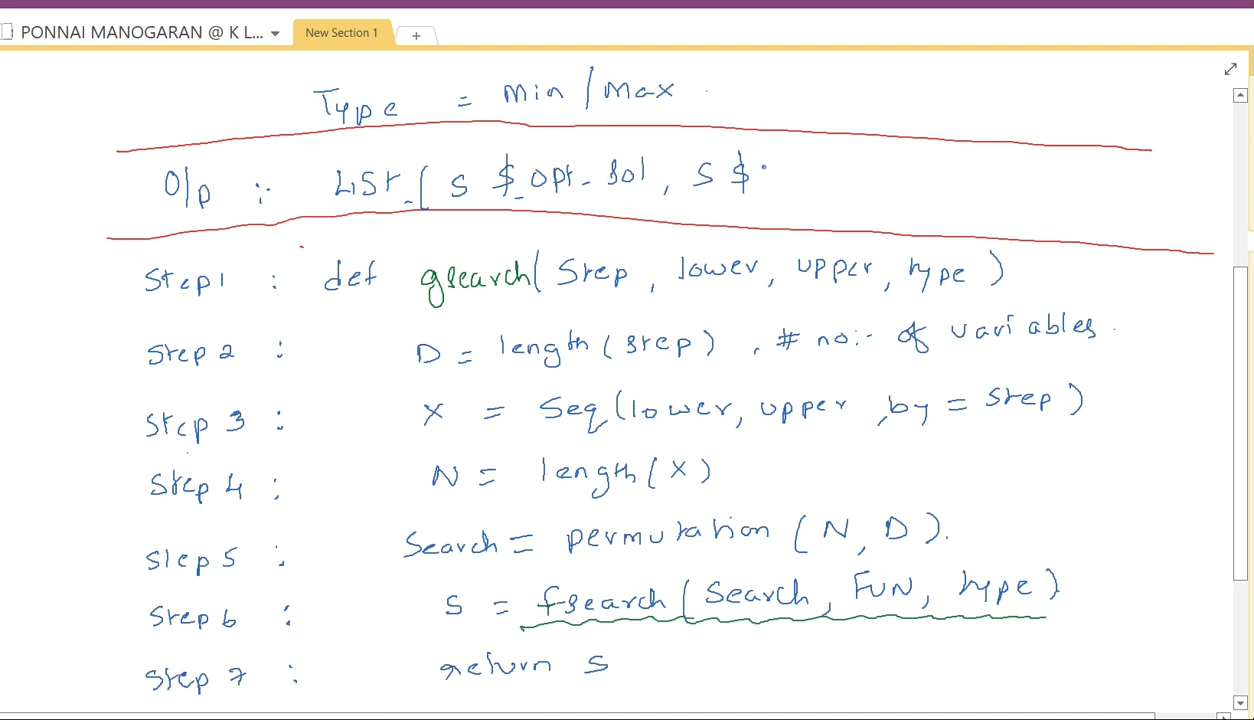 PONNAI MANOGARAN @ K L... New Section 1 +
Type = Min / Max
O/p :- LIST ( S $ opt_sol , S $
Step 1 : def gsearch( Step , lower, upper, type )
Step 2 : D = length ( step ) , # no:- of variables
Step 3 : X = Seq ( lower, upper , by = step )
Step 4 : N = length ( X )
Step 5 : Search = permutation ( N, D ).
Step 6 : S = fsearch ( Search, FUN, type )
Step 7 : return S